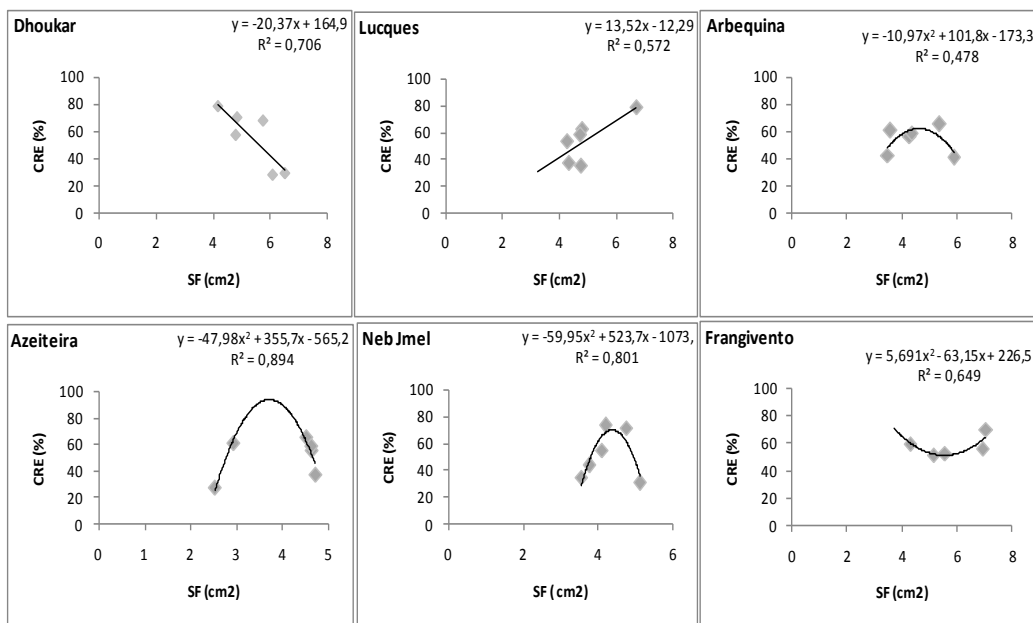 Dhoukar
y = -20,37x + 164,9
R² = 0,706
CRE (%)
100
80
60
40
20
0
0 2 4 6 8
SF (cm2)
Lucques
y = 13,52x - 12,29
R² = 0,572
CRE (%)
100
80
60
40
20
0
0 2 4 6 8
SF (cm2)
Arbequina
y = -10,97x² + 101,8x - 173,3
R² = 0,478
CRE (%)
100
80
60
40
20
0
0 2 4 6 8
SF (cm2)
Azeiteira
y = -47,98x² + 355,7x - 565,2
R² = 0,894
CRE (%)
100
80
60
40
20
0
0 1 2 3 4 5
SF (cm2)
Neb Jmel
y = -59,95x² + 523,7x - 1073,
R² = 0,801
CRE (%)
100
80
60
40
20
0
0 2 4 6
SF ( cm2)
Frangivento
y = 5,691x² - 63,15x + 226,5
R² = 0,649
CRE (%)
100
80
60
40
20
0
0 2 4 6 8
SF (cm2)